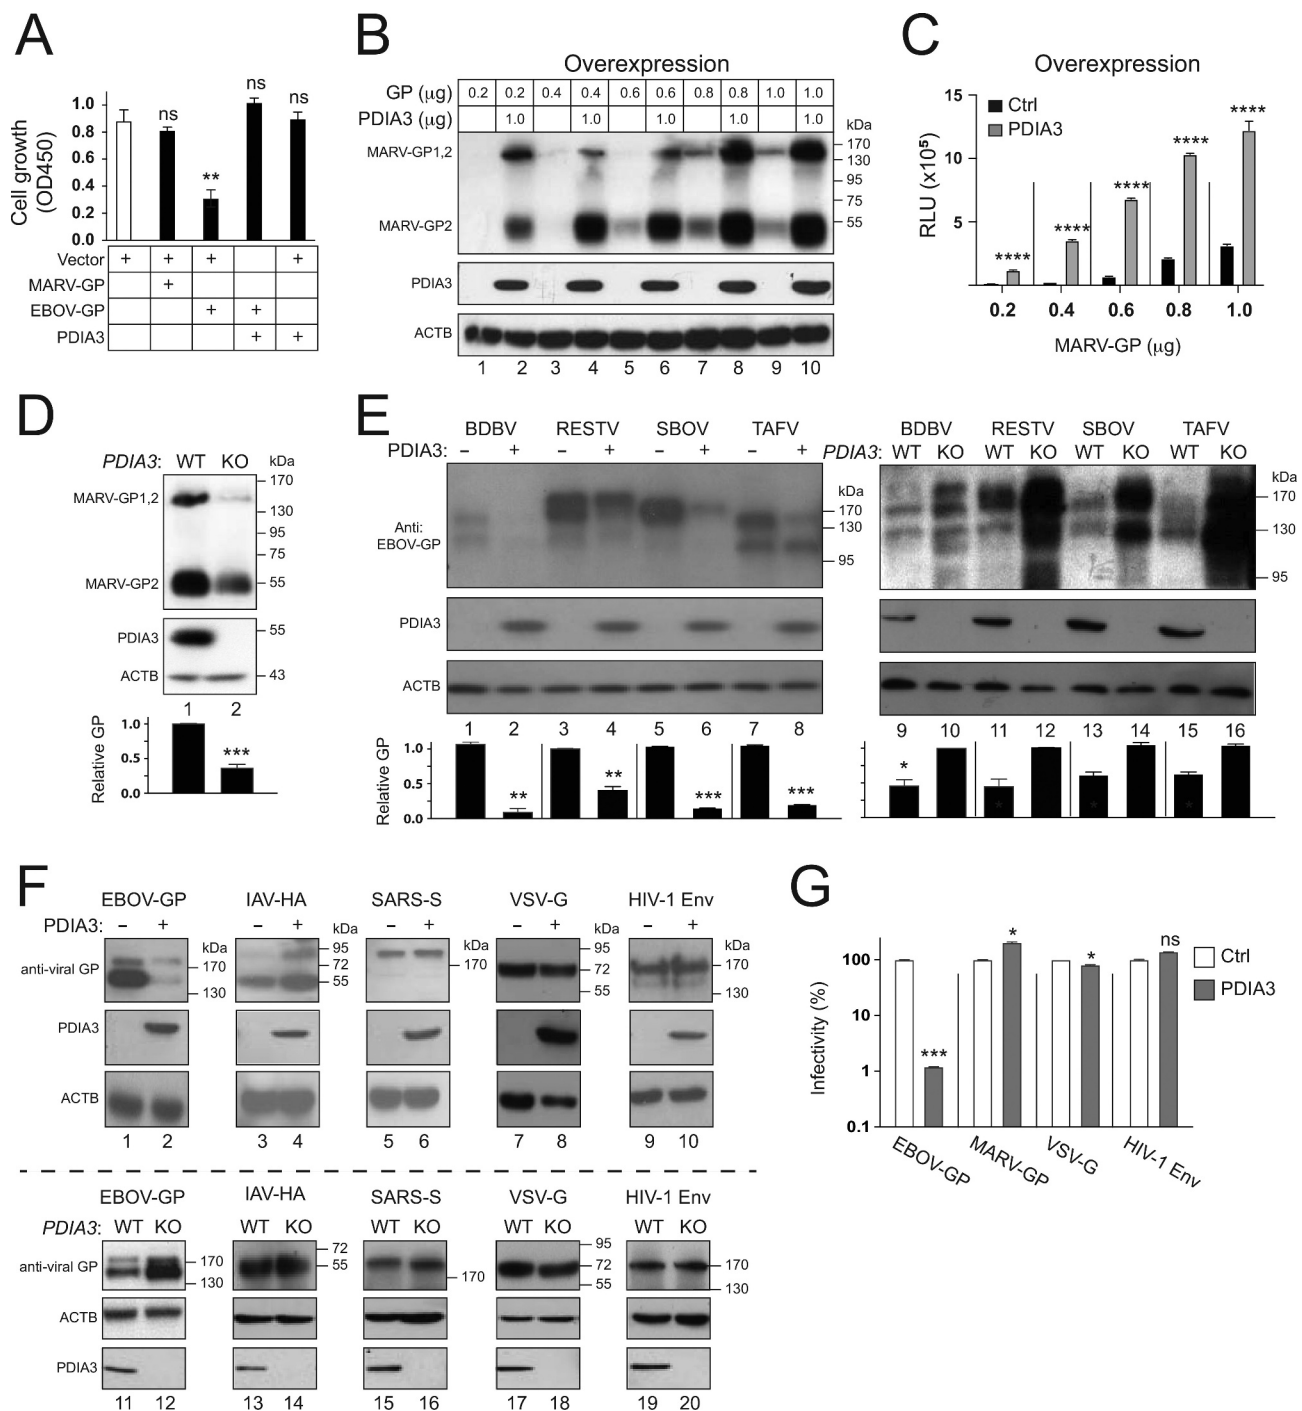 A
Cell growth
(OD450)
1.0
0.8
0.6
0.4
0.2
0.0
ns
**
ns
ns
Vector + + + +
MARV-GP +
EBOV-GP + +
PDIA3 + +
B
Overexpression
GP (μg) 0.2 0.2 0.4 0.4 0.6 0.6 0.8 0.8 1.0 1.0
PDIA3 (μg) 1.0 1.0 1.0 1.0 1.0
kDa
MARV-GP1,2
170
130
95
75
MARV-GP2
55
PDIA3
ACTB
1 2 3 4 5 6 7 8 9 10
C
Overexpression
RLU (x10⁵)
15
10
5
Ctrl
PDIA3
**** **** **** **** ****
0.2 0.4 0.6 0.8 1.0
MARV-GP (μg)
D
PDIA3: WT KO
kDa
MARV-GP1,2
170
130
95
75
MARV-GP2
55
PDIA3
55
ACTB
43
1 2
Relative GP
1.0
0.5
0.0
***
E
BDBV RESTV SBOV TAFV
PDIA3: – + – + – + – +
kDa
Anti:
EBOV-GP
170
130
95
PDIA3
ACTB
1 2 3 4 5 6 7 8
Relative GP
1.0
0.5
0.0
** ** *** ***
BDBV RESTV SBOV TAFV
PDIA3: WT KO WT KO WT KO WT KO
kDa
170
130
95
9 10 11 12 13 14 15 16
* * * *
F
EBOV-GP IAV-HA SARS-S VSV-G HIV-1 Env
PDIA3: – + – + – + – + – +
kDa kDa kDa kDa kDa
anti-viral GP
170
130
95
72
55
170
95
72
55
170
130
PDIA3
ACTB
1 2 3 4 5 6 7 8 9 10
EBOV-GP IAV-HA SARS-S VSV-G HIV-1 Env
PDIA3: WT KO WT KO WT KO WT KO WT KO
anti-viral GP
170
130
72
55
170
95
72
55
170
130
ACTB
PDIA3
11 12 13 14 15 16 17 18 19 20
G
Infectivity (%)
100
10
1
0.1
*** * * ns
Ctrl
PDIA3
EBOV-GP
MARV-GP
VSV-G
HIV-1 Env